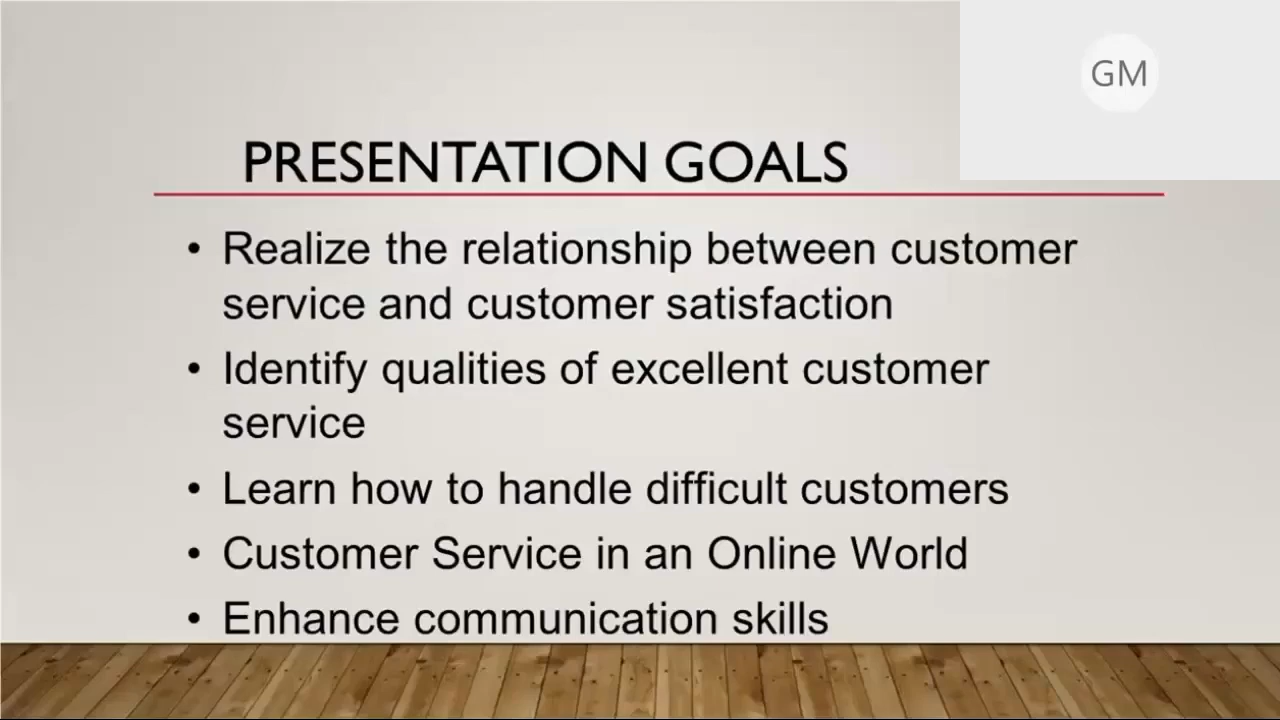 GM
PRESENTATION GOALS
• Realize the relationship between customer
service and customer satisfaction
• Identify qualities of excellent customer
service
• Learn how to handle difficult customers
• Customer Service in an Online World
• Enhance communication skills